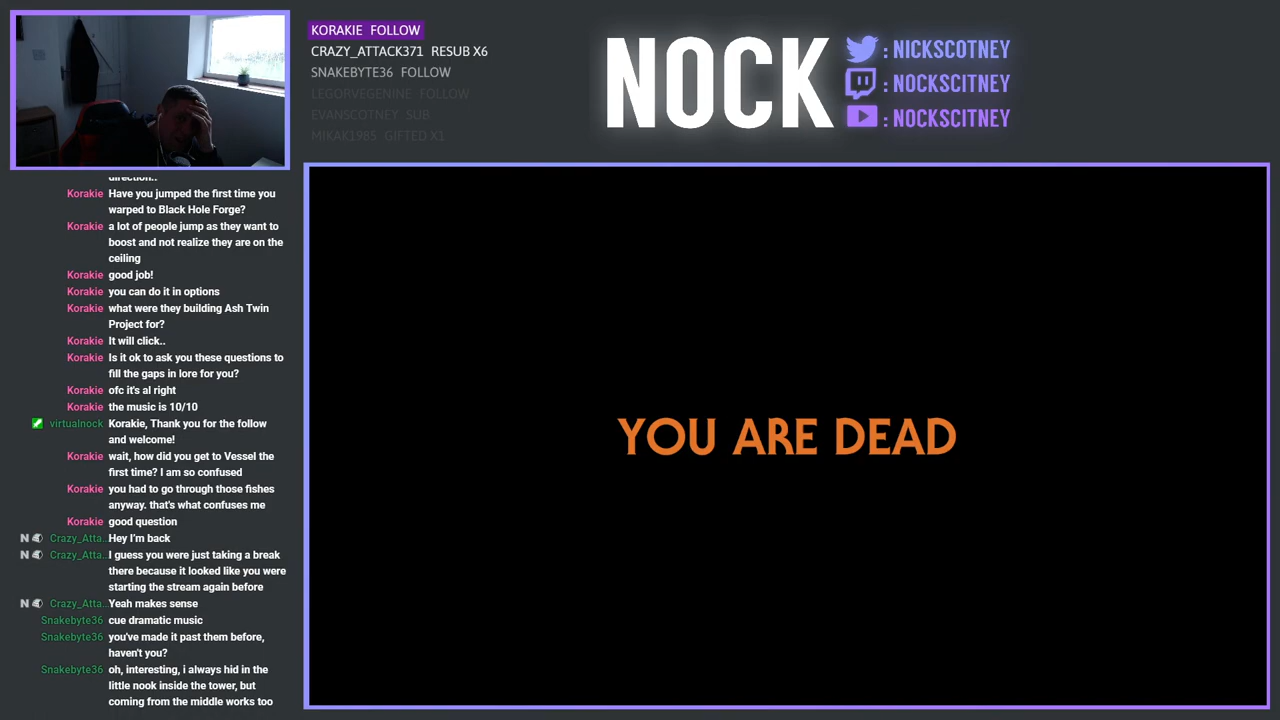 KORAKIE FOLLOW
CRAZY_ATTACK371 RESUB X6
SNAKEBYTE36 FOLLOW
LEGORVEGENINE FOLLOW
EVANSCOTNEY SUB
MIKAK1985 GIFTED X1
NOCK
: NICKSCOTNEY
: NOCKSCITNEY
: NOCKSCITNEY
direction..
Korakie Have you jumped the first time you
warped to Black Hole Forge?
Korakie a lot of people jump as they want to
boost and not realize they are on the
ceiling
Korakie good job!
Korakie you can do it in options
Korakie what were they building Ash Twin
Project for?
Korakie It will click..
Korakie Is it ok to ask you these questions to
fill the gaps in lore for you?
Korakie ofc it's al right
Korakie the music is 10/10
virtualnock Korakie, Thank you for the follow
and welcome!
Korakie wait, how did you get to Vessel the
first time? I am so confused
Korakie you had to go through those fishes
anyway. that's what confuses me
Korakie good question
N Crazy_Atta.. Hey I'm back
N Crazy_Atta.. I guess you were just taking a break
there because it looked like you were
starting the stream again before
N Crazy_Atta.. Yeah makes sense
Snakebyte36 cue dramatic music
Snakebyte36 you've made it past them before,
haven't you?
Snakebyte36 oh, interesting, i always hid in the
little nook inside the tower, but
coming from the middle works too
YOU ARE DEAD